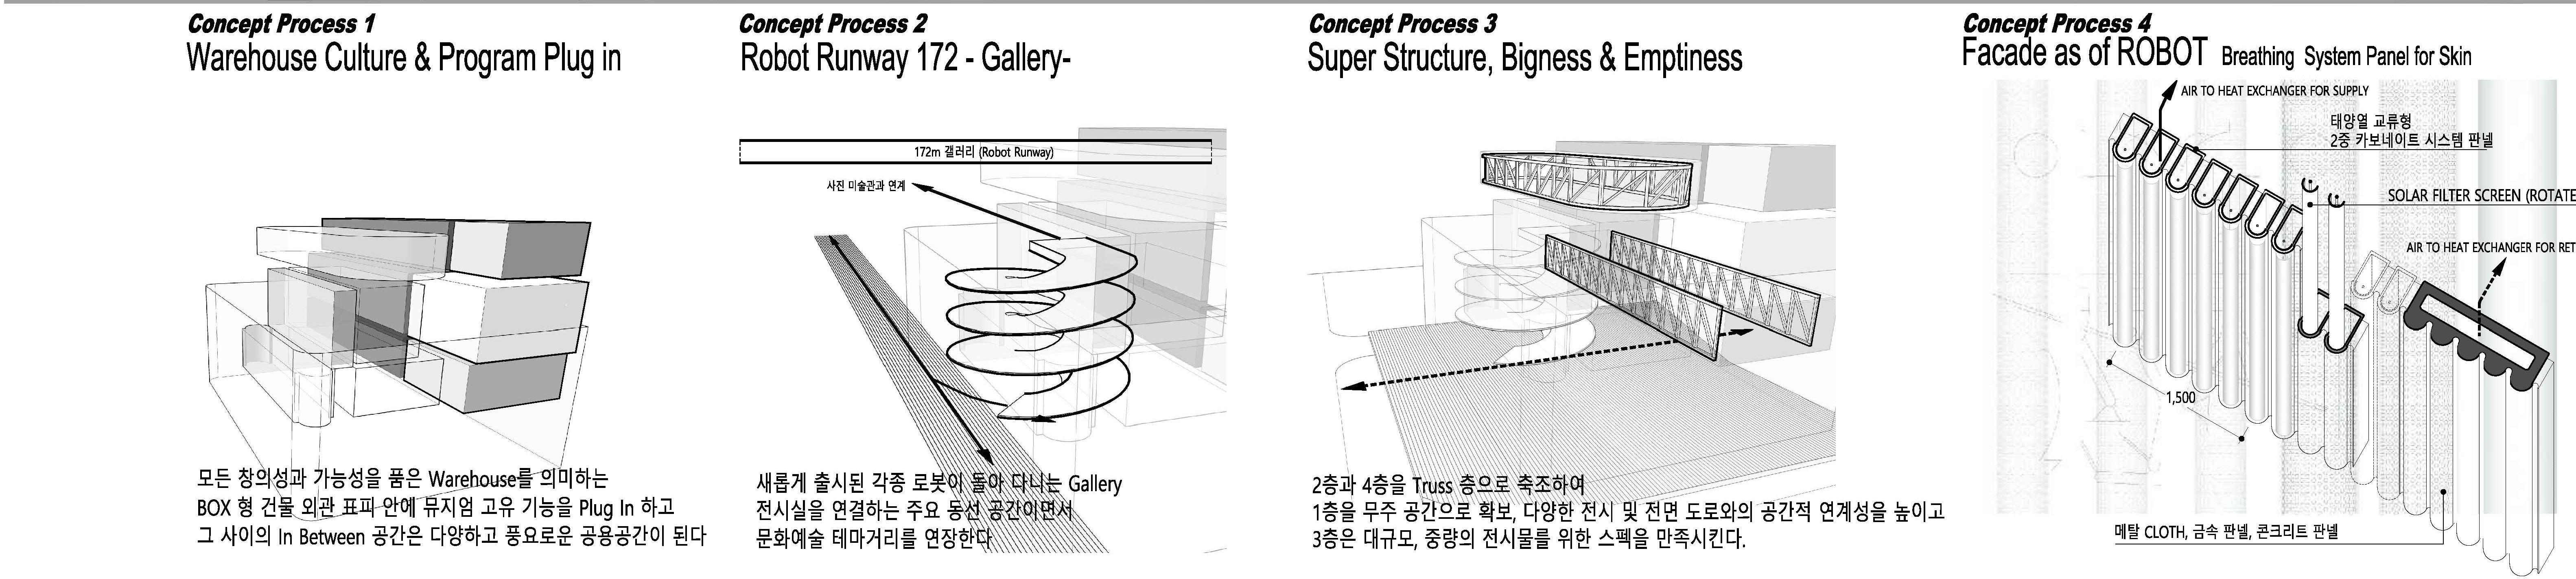 Concept Process 1
Warehouse Culture & Program Plug in
모든 창의성과 가능성을 품은 Warehouse를 의미하는
BOX 형 건물 외관 표피 안에 뮤지엄 고유 기능을 Plug In 하고
그 사이의 In Between 공간은 다양하고 풍요로운 공용공간이 된다
Concept Process 2
Robot Runway 172 - Gallery-
172m 갤러리 (Robot Runway)
사진 미술관과 연계
새롭게 출시된 각종 로봇이 돌아 다니는 Gallery
전시실을 연결하는 주요 동선 공간이면서
문화예술 테마거리를 연장한다
Concept Process 3
Super Structure, Bigness & Emptiness
2층과 4층을 Truss 층으로 축조하여
1층을 무주 공간으로 확보, 다양한 전시 및 전면 도로와의 공간적 연계성을 높이고
3층은 대규모, 중량의 전시물를 위한 스펙을 만족시킨다.
Concept Process 4
Facade as of ROBOT Breathing System Panel for Skin
AIR TO HEAT EXCHANGER FOR SUPPLY
태양열 교류형
2중 카보네이트 시스템 판넬
SOLAR FILTER SCREEN (ROTATE
AIR TO HEAT EXCHANGER FOR RET
1,500
메탈 CLOTH, 금속 판넬, 콘크리트 판넬